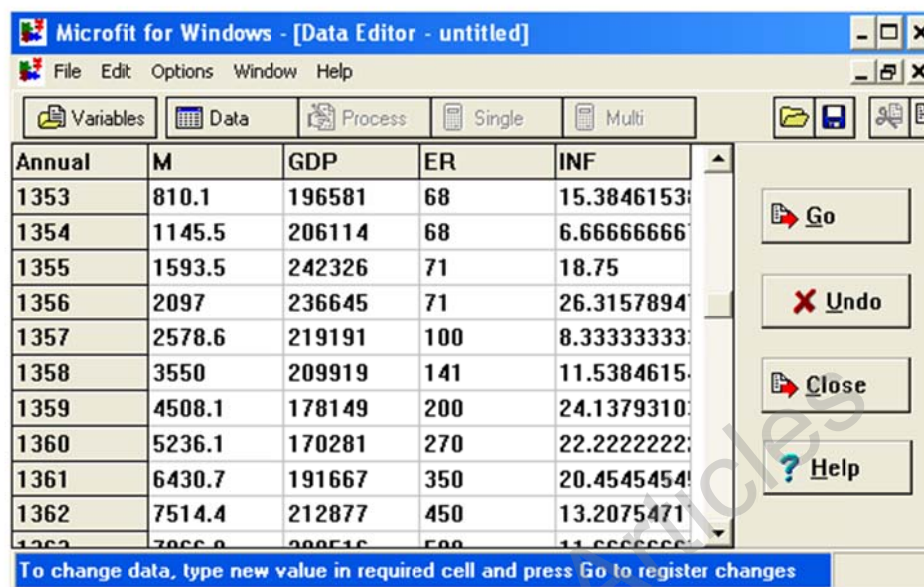 Microfit for Windows - [Data Editor - untitled]
File Edit Options Window Help
Variables Data Process Single Multi
Annual M GDP ER INF
1353 810.1 196581 68 15.3846153
1354 1145.5 206114 68 6.66666666
1355 1593.5 242326 71 18.75
1356 2097 236645 71 26.3157894
1357 2578.6 219191 100 8.333333333
1358 3550 209919 141 11.5384615
1359 4508.1 178149 200 24.1379310
1360 5236.1 170281 270 22.2222222
1361 6430.7 191667 350 20.4545454
1362 7514.4 212877 450 13.2075471
Go
Undo
Close
Help
To change data, type new value in required cell and press Go to register changes
Articles